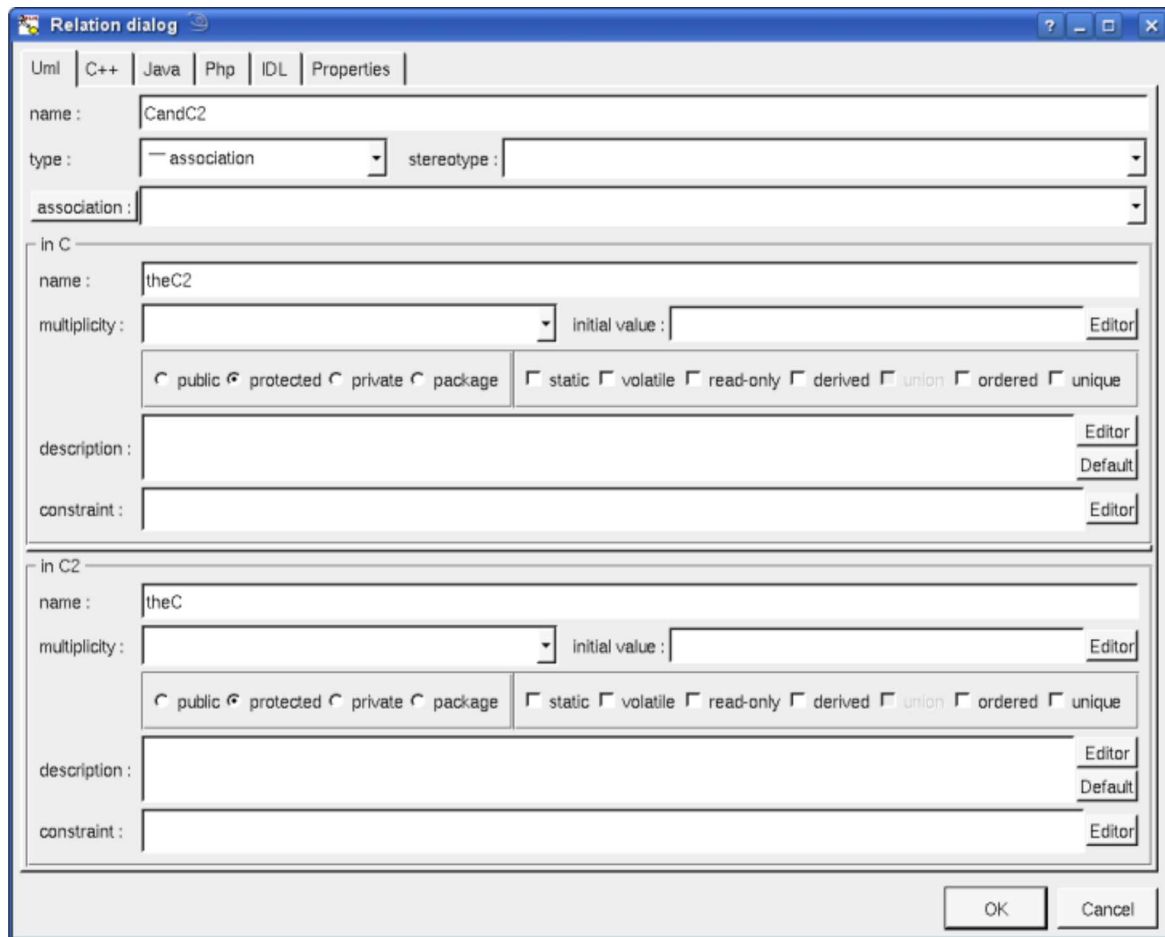 Relation dialog
Uml C++ Java Php IDL Properties
name : CandC2
type : association stereotype :
association :
in C
name : theC2
multiplicity : initial value : Editor
public protected private package static volatile read-only derived union ordered unique
Editor
description :
Default
constraint : Editor
in C2
name : theC
multiplicity : initial value : Editor
public protected private package static volatile read-only derived union ordered unique
Editor
description :
Default
constraint : Editor
OK Cancel